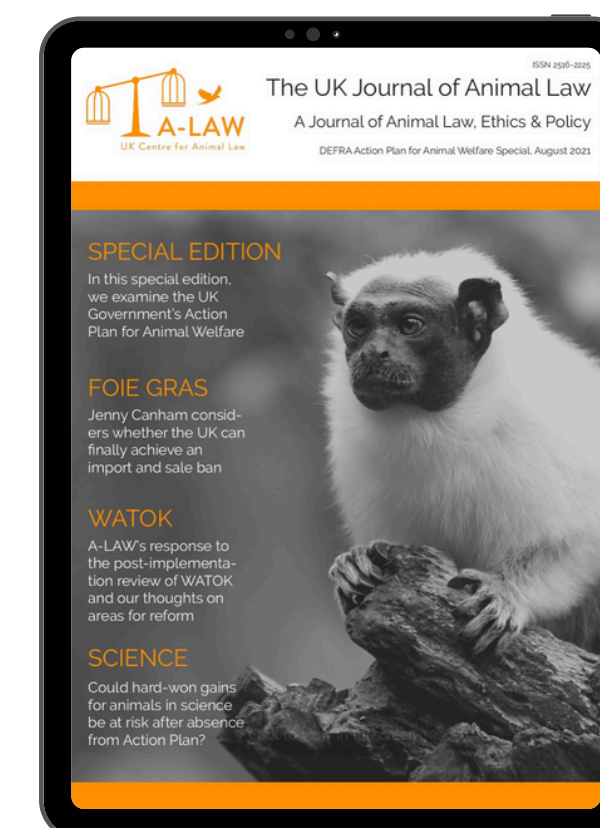 ISSN 2516-2225
The UK Journal of Animal Law
A Journal of Animal Law, Ethics & Policy
DEFRA Action Plan for Animal Welfare Special, August 2021
A-LAW
UK Centre for Animal Law
SPECIAL EDITION
In this special edition,
we examine the UK
Government's Action
Plan for Animal Welfare
FOIE GRAS
Jenny Canham consid-
ers whether the UK can
finally achieve an
import and sale ban
WATOK
A-LAW's response to
the post-implementa-
tion review of WATOK
and our thoughts on
areas for reform
SCIENCE
Could hard-won gains
for animals in science
be at risk after absence
from Action Plan?